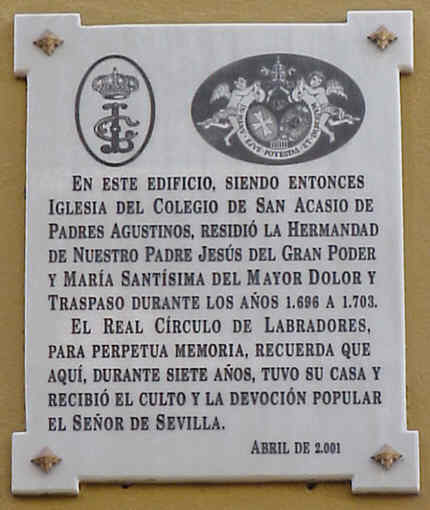 EN ESTE EDIFICIO, SIENDO ENTONCES
IGLESIA DEL COLEGIO DE SAN ACASIO DE
PADRES AGUSTINOS, RESIDIÓ LA HERMANDAD
DE NUESTRO PADRE JESÚS DEL GRAN PODER
Y MARÍA SANTÍSIMA DEL MAYOR DOLOR Y
TRASPASO DURANTE LOS AÑOS 1.696 A 1.703.
EL REAL CÍRCULO DE LABRADORES,
PARA PERPETUA MEMORIA, RECUERDA QUE
AQUÍ, DURANTE SIETE AÑOS, TUVO SU CASA Y
RECIBIÓ EL CULTO Y LA DEVOCIÓN POPULAR
EL SEÑOR DE SEVILLA.
ABRIL DE 2.001